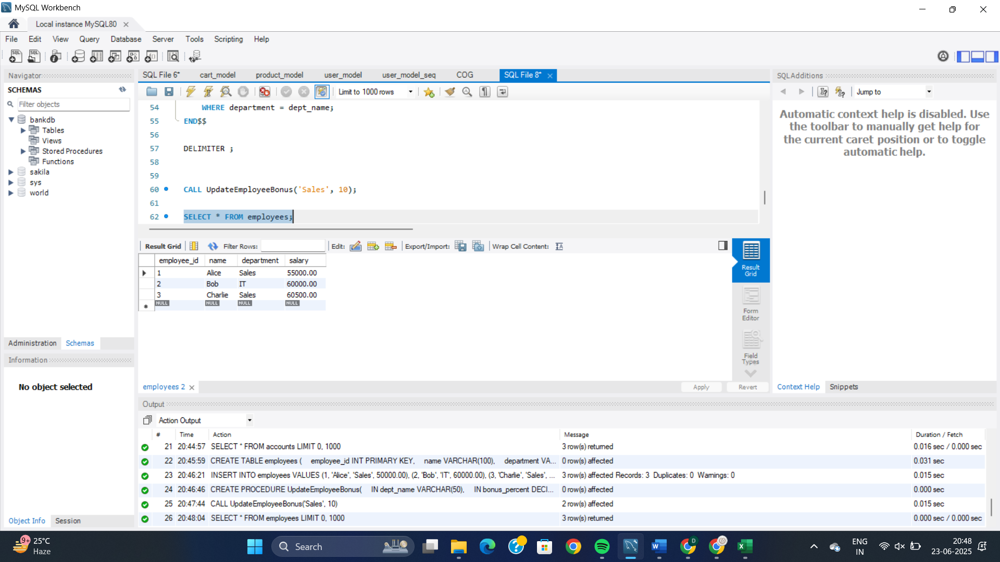 MySQL Workbench
Local instance MySQL80
File Edit View Query Database Server Tools Scripting Help
Navigator
SCHEMAS
Filter objects
bankdb
Tables
Views
Stored Procedures
Functions
sakila
sys
world
Administration Schemas
Information
No object selected
Object Info Session
SQL File 6* cart_model product_model user_model user_model_seq COG SQL File 8*
Limit to 1000 rows
54 WHERE department = dept_name;
55 END$$
56
57 DELIMITER ;
58
59
60 CALL UpdateEmployeeBonus('Sales', 10);
61
62 SELECT * FROM employees;
Result Grid Filter Rows: Edit: Export/Import: Wrap Cell Content:
employee_id name department salary
1 Alice Sales 55000.00
2 Bob IT 60000.00
3 Charlie Sales 60500.00
NULL NULL NULL NULL
Result Grid
Form Editor
Field Types
employees 2 Apply Revert
SQLAdditions
Jump to
Automatic context help is disabled. Use
the toolbar to manually get help for
the current caret position or to toggle
automatic help.
Context Help Snippets
Output
Action Output
# Time Action Message Duration / Fetch
21 20:44:57 SELECT * FROM accounts LIMIT 0, 1000 3 row(s) returned 0.016 sec / 0.000 sec
22 20:45:59 CREATE TABLE employees ( employee_id INT PRIMARY KEY, name VARCHAR(100), department VA... 0 row(s) affected 0.031 sec
23 20:46:21 INSERT INTO employees VALUES (1, 'Alice', 'Sales', 50000.00), (2, 'Bob', 'IT', 60000.00), (3, 'Charlie', 'Sales', ... 3 row(s) affected Records: 3 Duplicates: 0 Warnings: 0 0.015 sec
24 20:46:46 CREATE PROCEDURE UpdateEmployeeBonus( IN dept_name VARCHAR(50), IN bonus_percent DECI... 0 row(s) affected 0.000 sec
25 20:47:44 CALL UpdateEmployeeBonus('Sales', 10) 2 row(s) affected 0.015 sec
26 20:48:04 SELECT * FROM employees LIMIT 0, 1000 3 row(s) returned 0.000 sec / 0.000 sec
9+ 25°C
Haze
Search
ENG
IN
20:48
23-06-2025